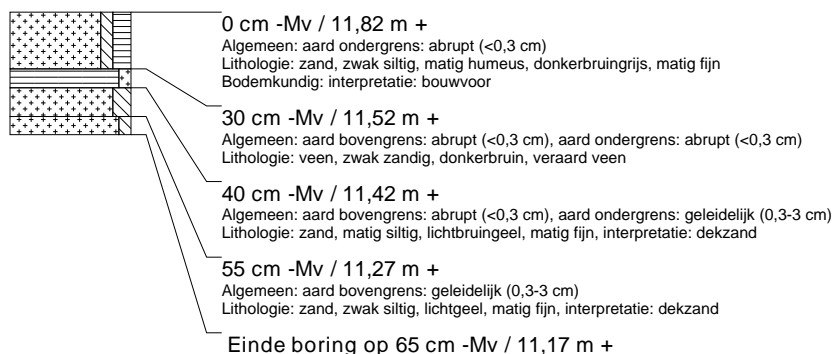 0 cm -Mv / 11,82 m +
Algemeen: aard ondergrens: abrupt (<0,3 cm)
Lithologie: zand, zwak siltig, matig humeus, donkerbruingrijs, matig fijn
Bodemkundig: interpretatie: bouwvoor
30 cm -Mv / 11,52 m +
Algemeen: aard bovengrens: abrupt (<0,3 cm), aard ondergrens: abrupt (<0,3 cm)
Lithologie: veen, zwak zandig, donkerbruin, veraard veen
40 cm -Mv / 11,42 m +
Algemeen: aard bovengrens: abrupt (<0,3 cm), aard ondergrens: geleidelijk (0,3-3 cm)
Lithologie: zand, matig siltig, lichtbruingeel, matig fijn, interpretatie: dekzand
55 cm -Mv / 11,27 m +
Algemeen: aard bovengrens: geleidelijk (0,3-3 cm)
Lithologie: zand, zwak siltig, lichtgeel, matig fijn, interpretatie: dekzand
Einde boring op 65 cm -Mv / 11,17 m +